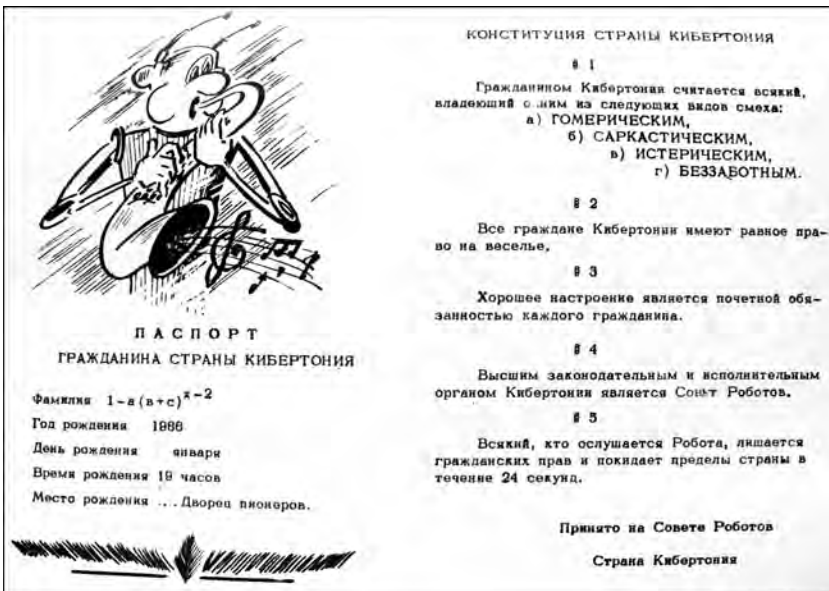 ПАСПОРТ
ГРАЖДАНИНА СТРАНЫ КИБЕРТОНИЯ
Фамилия 1-а(в+с)ˣ⁻²
Год рождения 1966
День рождения января
Время рождения 19 часов
Место рождения ...Дворец пионеров.
КОНСТИТУЦИЯ СТРАНЫ КИБЕРТОНИЯ
§ 1
Гражданином Кибертонии считается всякий,
владеющий одним из следующих видов смеха:
а) ГОМЕРИЧЕСКИМ,
б) САРКАСТИЧЕСКИМ,
в) ИСТЕРИЧЕСКИМ,
г) БЕЗЗАБОТНЫМ.
§ 2
Все граждане Кибертонии имеют равное пра-
во на веселье.
§ 3
Хорошее настроение является почетной обя-
занностью каждого гражданина.
§ 4
Высшим законодательным и исполнительным
органом Кибертонии является Совет Роботов.
§ 5
Всякий, кто ослушается Робота, лишается
гражданских прав и покидает пределы страны в
течение 24 секунд.
Принято на Совете Роботов
Страна Кибертония